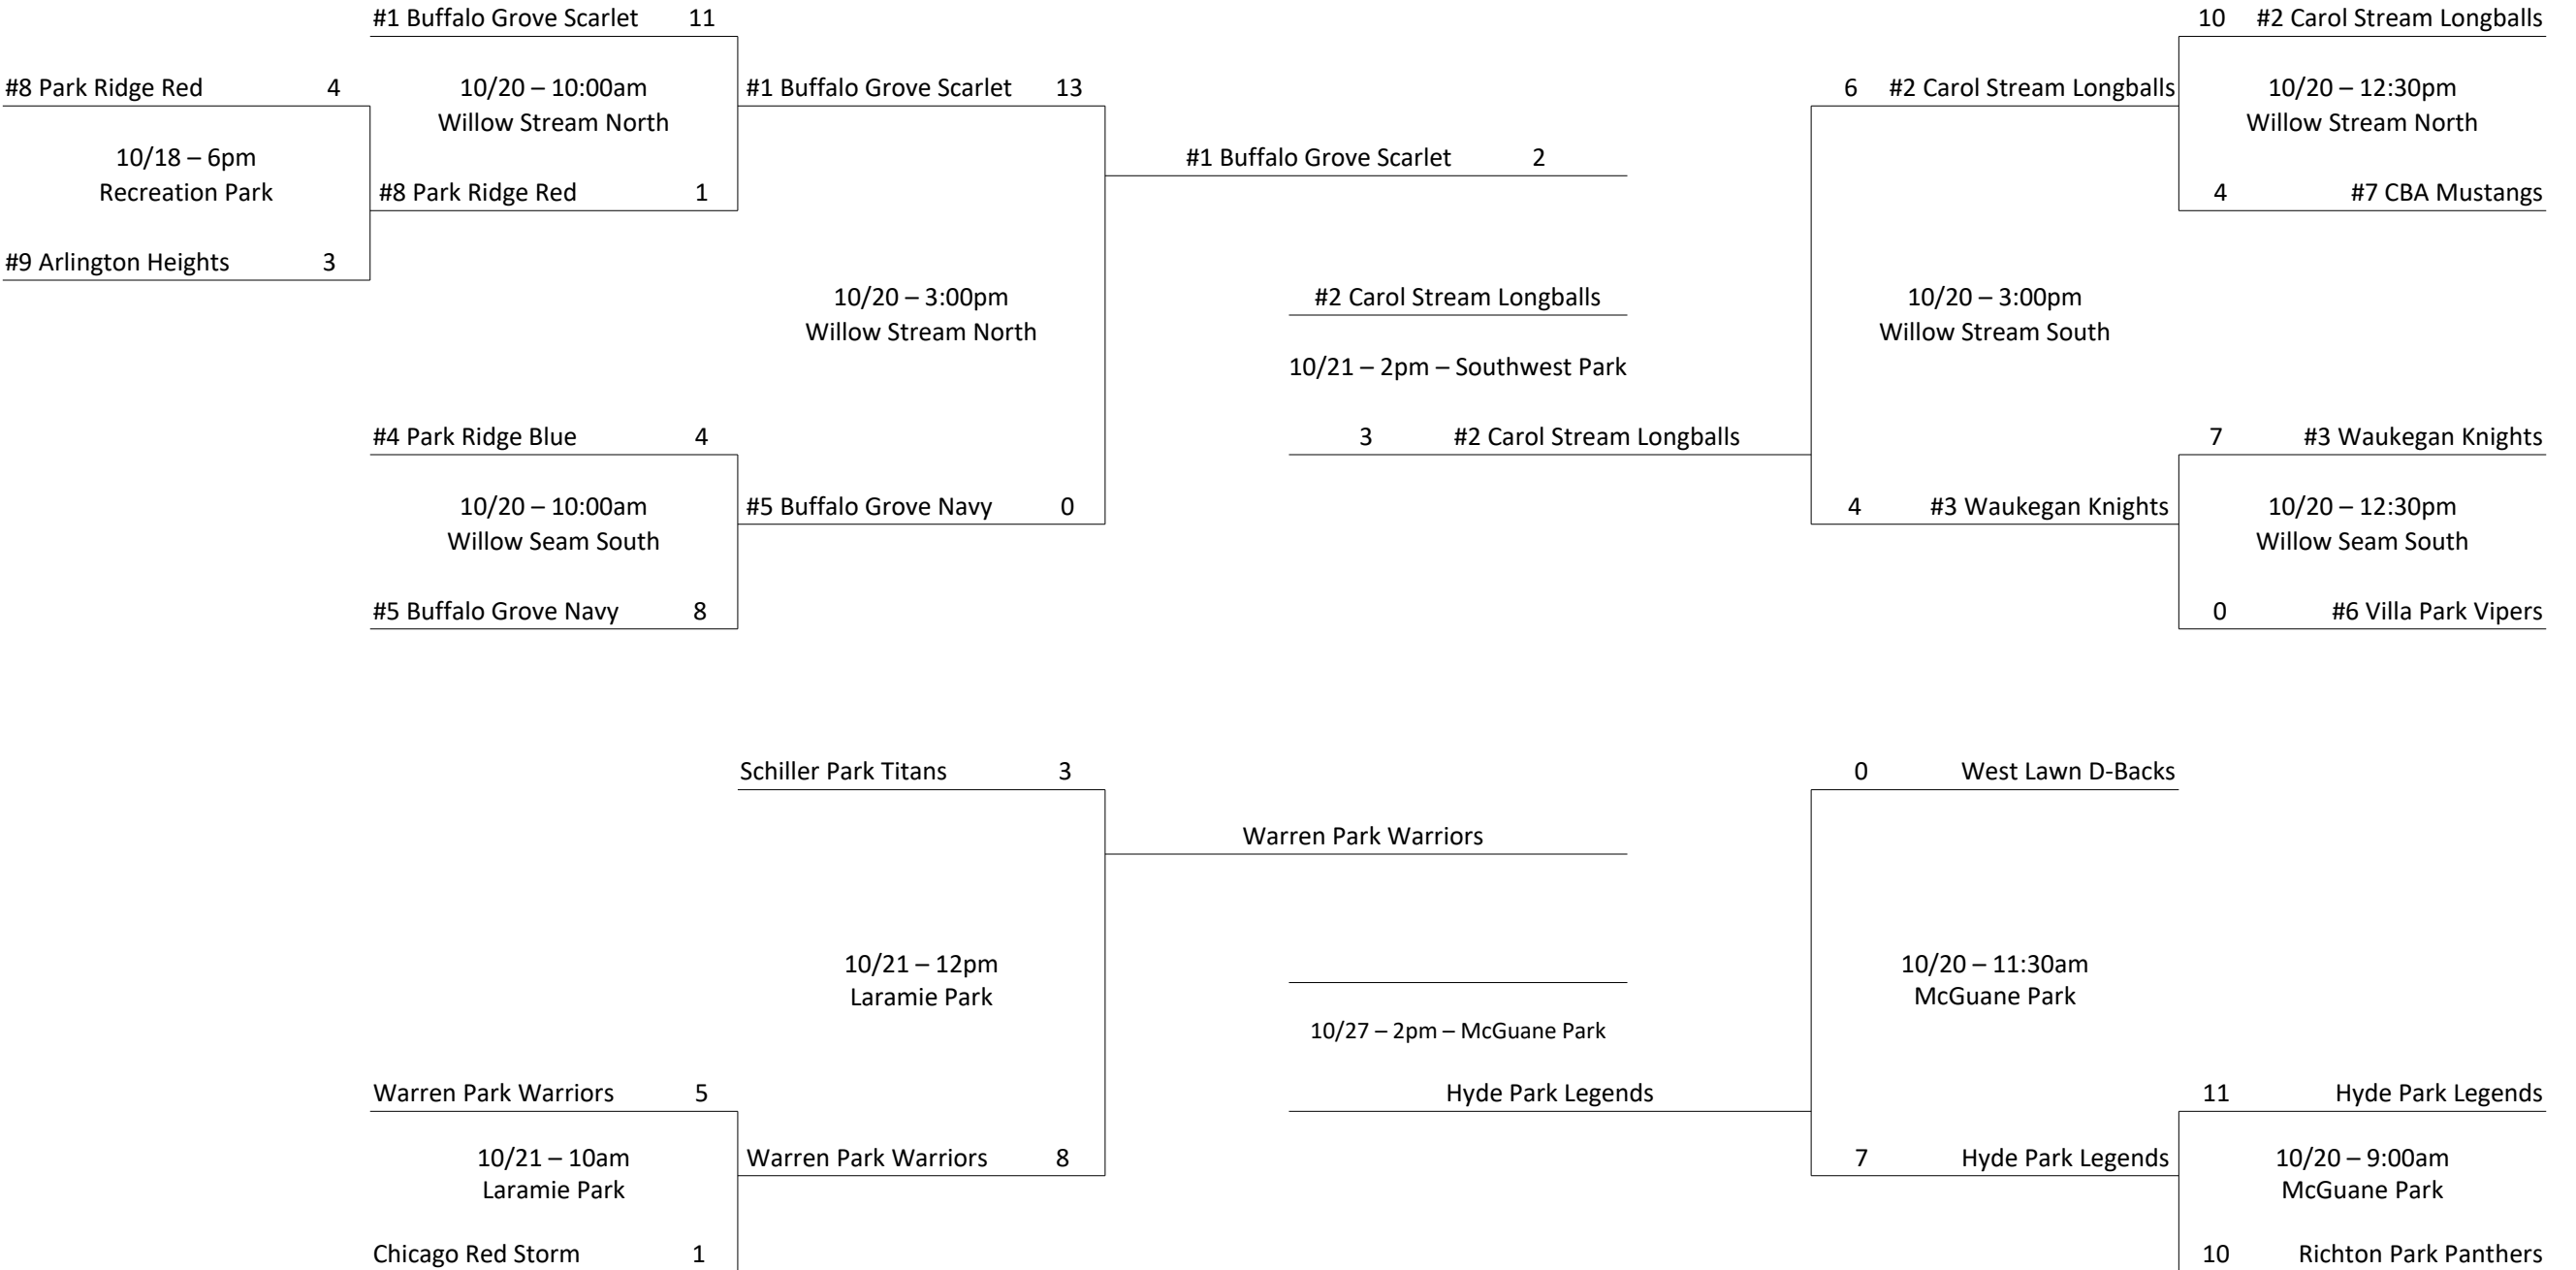 #1 Buffalo Grove Scarlet 11
10 #2 Carol Stream Longballs
#8 Park Ridge Red 4
10/20 – 10:00am
#1 Buffalo Grove Scarlet 13
6 #2 Carol Stream Longballs
10/20 – 12:30pm
Willow Stream North
Willow Stream North
10/18 – 6pm
#1 Buffalo Grove Scarlet 2
Recreation Park
#8 Park Ridge Red 1
4 #7 CBA Mustangs
#9 Arlington Heights 3
10/20 – 3:00pm
#2 Carol Stream Longballs
10/20 – 3:00pm
Willow Stream North
Willow Stream South
10/21 – 2pm – Southwest Park
#4 Park Ridge Blue 4
3 #2 Carol Stream Longballs
7 #3 Waukegan Knights
10/20 – 10:00am
#5 Buffalo Grove Navy 0
4 #3 Waukegan Knights
10/20 – 12:30pm
Willow Seam South
Willow Seam South
#5 Buffalo Grove Navy 8
0 #6 Villa Park Vipers
Schiller Park Titans 3
0 West Lawn D-Backs
Warren Park Warriors
10/21 – 12pm
10/20 – 11:30am
Laramie Park
McGuane Park
10/27 – 2pm – McGuane Park
Warren Park Warriors 5
Hyde Park Legends
11 Hyde Park Legends
10/21 – 10am
Warren Park Warriors 8
7 Hyde Park Legends
10/20 – 9:00am
Laramie Park
McGuane Park
Chicago Red Storm 1
10 Richton Park Panthers